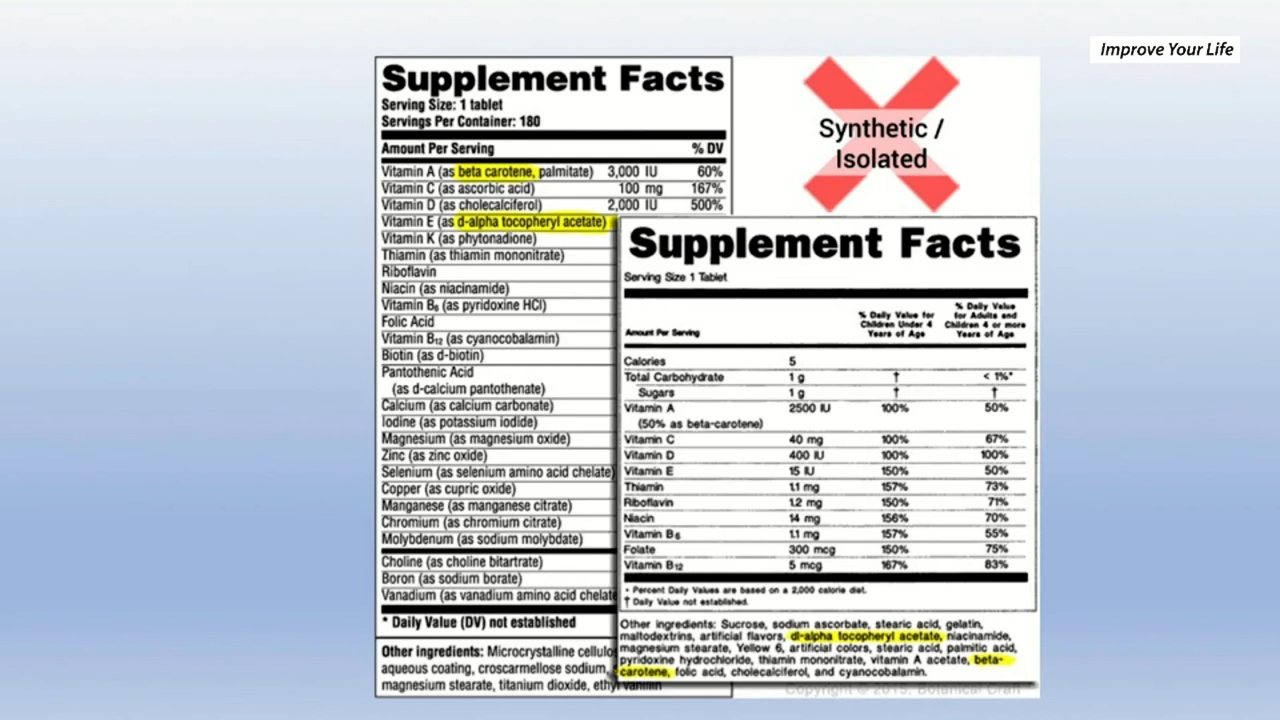 Improve Your Life
Supplement Facts
Serving Size: 1 tablet
Servings Per Container: 180
Amount Per Serving % DV
Vitamin A (as beta carotene, palmitate) 3,000 IU 60%
Vitamin C (as ascorbic acid) 100 mg 167%
Vitamin D (as cholecalciferol) 2,000 IU 500%
Vitamin E (as d-alpha tocopheryl acetate)
Vitamin K (as phytonadione)
Thiamin (as thiamin mononitrate)
Riboflavin
Niacin (as niacinamide)
Vitamin B6 (as pyridoxine HCl)
Folic Acid
Vitamin B12 (as cyanocobalamin)
Biotin (as d-biotin)
Pantothenic Acid
(as d-calcium pantothenate)
Calcium (as calcium carbonate)
Iodine (as potassium iodide)
Magnesium (as magnesium oxide)
Zinc (as zinc oxide)
Selenium (as selenium amino acid chelate)
Copper (as cupric oxide)
Manganese (as manganese citrate)
Chromium (as chromium citrate)
Molybdenum (as sodium molybdate)
Choline (as choline bitartrate)
Boron (as sodium borate)
Vanadium (as vanadium amino acid chelate
* Daily Value (DV) not established
Other ingredients: Microcrystalline cellulo
aqueous coating, croscarmellose sodium,
magnesium stearate, titanium dioxide, ethyl vanillin
Synthetic /
Isolated
Supplement Facts
Serving Size 1 Tablet
Amount Per Serving
% Daily Value for
Children Under 4
Years of Age
% Daily Value
for Adults and
Children 4 or more
Years of Age
Calories 5
Total Carbohydrate 1 g † < 1%*
Sugars 1 g † †
Vitamin A 2500 IU 100% 50%
(50% as beta-carotene)
Vitamin C 40 mg 100% 67%
Vitamin D 400 IU 100% 100%
Vitamin E 15 IU 150% 50%
Thiamin 1.1 mg 157% 73%
Riboflavin 1.2 mg 150% 71%
Niacin 14 mg 156% 70%
Vitamin B6 1.1 mg 157% 55%
Folate 300 mcg 150% 75%
Vitamin B12 5 mcg 167% 83%
* Percent Daily Values are based on a 2,000 calorie diet.
† Daily Value not established.
Other ingredients: Sucrose, sodium ascorbate, stearic acid, gelatin,
maltodextrins, artificial flavors, dl-alpha tocopheryl acetate, niacinamide,
magnesium stearate, Yellow 6, artificial colors, stearic acid, palmitic acid,
pyridoxine hydrochloride, thiamin mononitrate, vitamin A acetate, beta-
carotene, folic acid, cholecalciferol, and cyanocobalamin.
Copyright © 2015, Botanical Craft